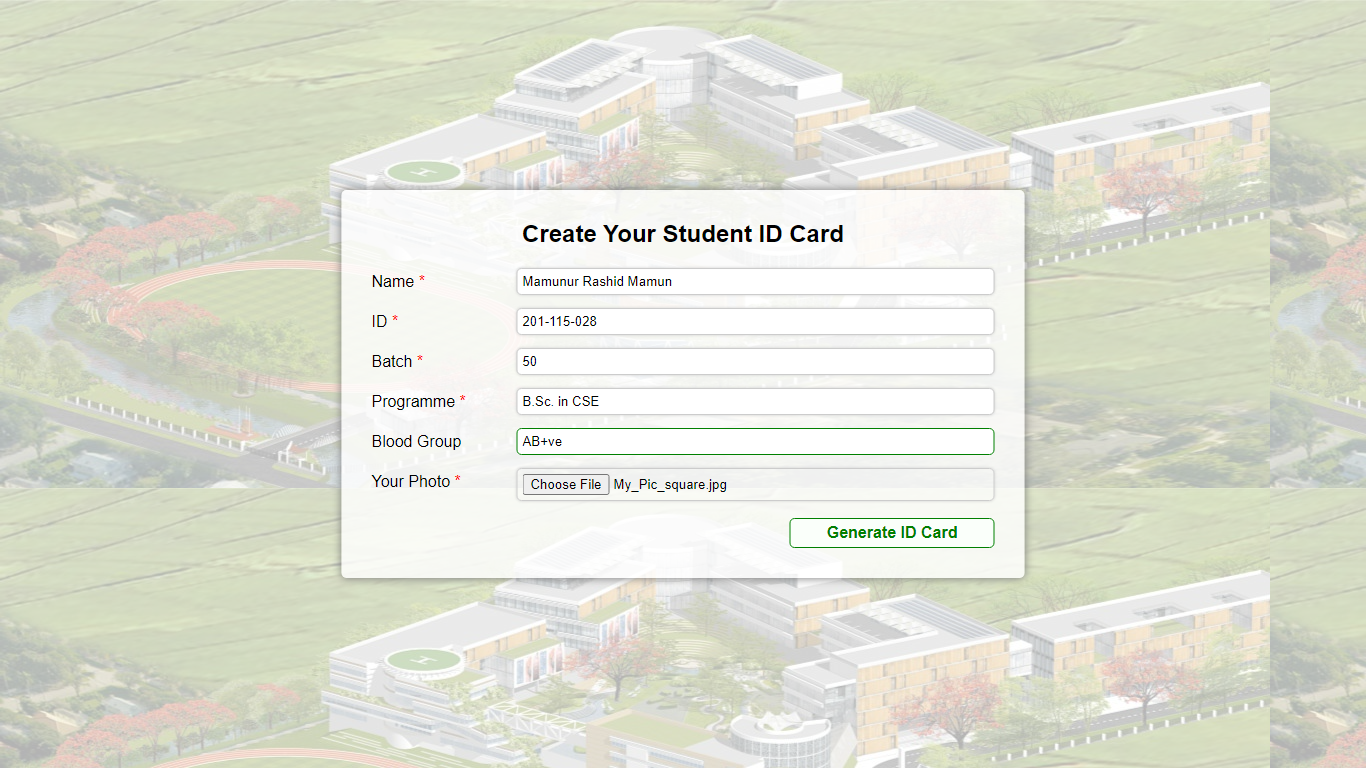 Create Your Student ID Card
Name * Mamunur Rashid Mamun
ID * 201-115-028
Batch * 50
Programme * B.Sc. in CSE
Blood Group AB+ve
Your Photo * Choose File My_Pic_square.jpg
Generate ID Card
H
H